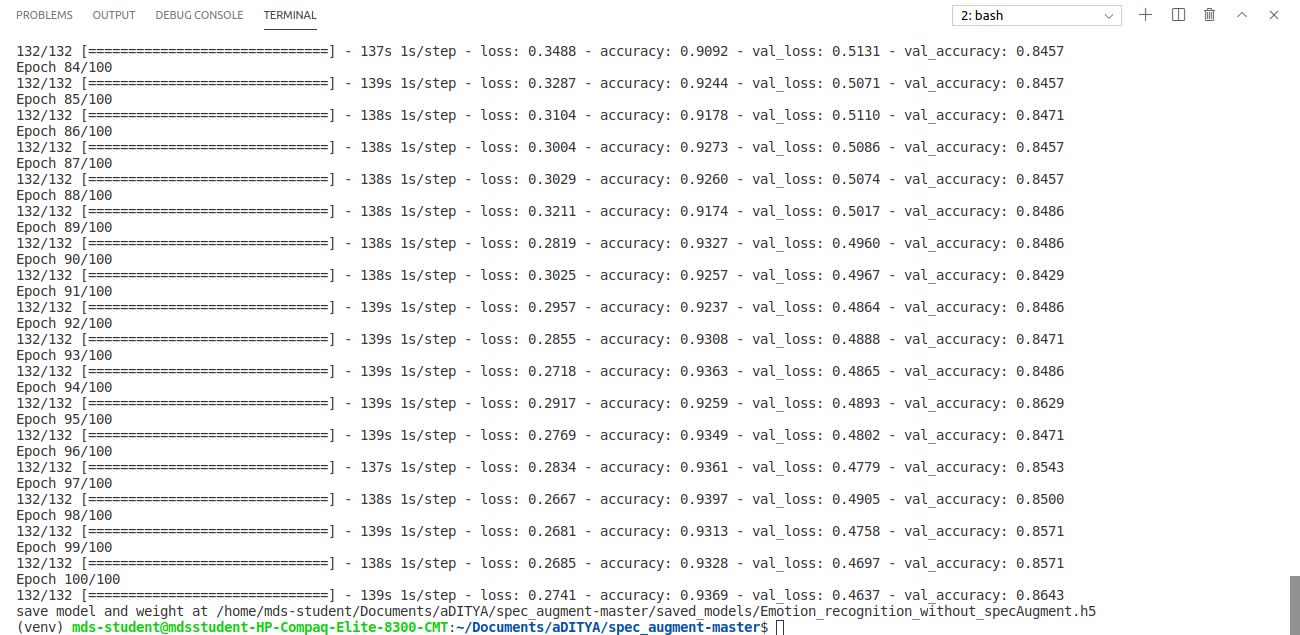 PROBLEMS OUTPUT DEBUG CONSOLE TERMINAL 2: bash
132/132 [==============================] - 137s 1s/step - loss: 0.3488 - accuracy: 0.9092 - val_loss: 0.5131 - val_accuracy: 0.8457
Epoch 84/100
132/132 [==============================] - 139s 1s/step - loss: 0.3287 - accuracy: 0.9244 - val_loss: 0.5071 - val_accuracy: 0.8457
Epoch 85/100
132/132 [==============================] - 138s 1s/step - loss: 0.3104 - accuracy: 0.9178 - val_loss: 0.5110 - val_accuracy: 0.8471
Epoch 86/100
132/132 [==============================] - 138s 1s/step - loss: 0.3004 - accuracy: 0.9273 - val_loss: 0.5086 - val_accuracy: 0.8457
Epoch 87/100
132/132 [==============================] - 138s 1s/step - loss: 0.3029 - accuracy: 0.9260 - val_loss: 0.5074 - val_accuracy: 0.8457
Epoch 88/100
132/132 [==============================] - 138s 1s/step - loss: 0.3211 - accuracy: 0.9174 - val_loss: 0.5017 - val_accuracy: 0.8486
Epoch 89/100
132/132 [==============================] - 138s 1s/step - loss: 0.2819 - accuracy: 0.9327 - val_loss: 0.4960 - val_accuracy: 0.8486
Epoch 90/100
132/132 [==============================] - 138s 1s/step - loss: 0.3025 - accuracy: 0.9257 - val_loss: 0.4967 - val_accuracy: 0.8429
Epoch 91/100
132/132 [==============================] - 139s 1s/step - loss: 0.2957 - accuracy: 0.9237 - val_loss: 0.4864 - val_accuracy: 0.8486
Epoch 92/100
132/132 [==============================] - 139s 1s/step - loss: 0.2855 - accuracy: 0.9308 - val_loss: 0.4888 - val_accuracy: 0.8471
Epoch 93/100
132/132 [==============================] - 139s 1s/step - loss: 0.2718 - accuracy: 0.9363 - val_loss: 0.4865 - val_accuracy: 0.8486
Epoch 94/100
132/132 [==============================] - 139s 1s/step - loss: 0.2917 - accuracy: 0.9259 - val_loss: 0.4893 - val_accuracy: 0.8629
Epoch 95/100
132/132 [==============================] - 139s 1s/step - loss: 0.2769 - accuracy: 0.9349 - val_loss: 0.4802 - val_accuracy: 0.8471
Epoch 96/100
132/132 [==============================] - 137s 1s/step - loss: 0.2834 - accuracy: 0.9361 - val_loss: 0.4779 - val_accuracy: 0.8543
Epoch 97/100
132/132 [==============================] - 138s 1s/step - loss: 0.2667 - accuracy: 0.9397 - val_loss: 0.4905 - val_accuracy: 0.8500
Epoch 98/100
132/132 [==============================] - 139s 1s/step - loss: 0.2681 - accuracy: 0.9313 - val_loss: 0.4758 - val_accuracy: 0.8571
Epoch 99/100
132/132 [==============================] - 138s 1s/step - loss: 0.2685 - accuracy: 0.9328 - val_loss: 0.4697 - val_accuracy: 0.8571
Epoch 100/100
132/132 [==============================] - 139s 1s/step - loss: 0.2741 - accuracy: 0.9369 - val_loss: 0.4637 - val_accuracy: 0.8643
save model and weight at /home/mds-student/Documents/aDITYA/spec_augment-master/saved_models/Emotion_recognition_without_specAugment.h5
(venv) mds-student@mdsstudent-HP-Compaq-Elite-8300-CMT:~/Documents/aDITYA/spec_augment-master$